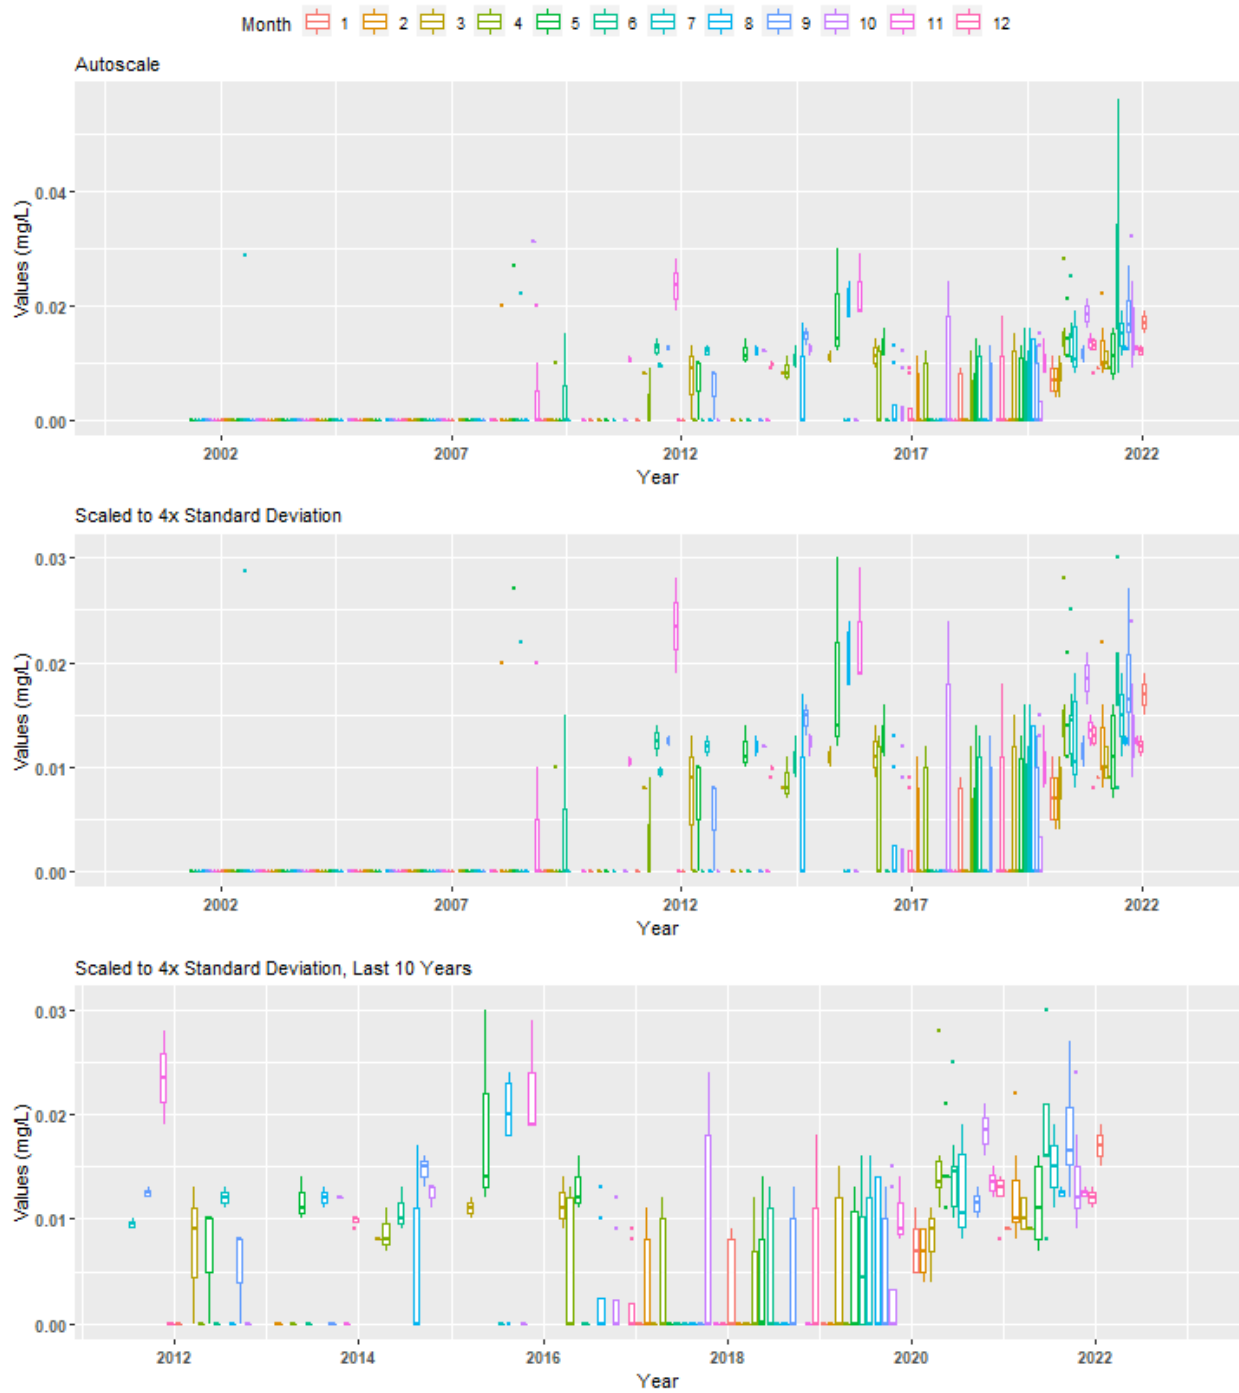 Month 1 2 3 4 5 6 7 8 9 10 11 12
Autoscale
Values (mg/L)
0.04
0.02
0.00
2002 2007 2012 2017 2022
Year
Scaled to 4x Standard Deviation
Values (mg/L)
0.03
0.02
0.01
0.00
2002 2007 2012 2017 2022
Year
Scaled to 4x Standard Deviation, Last 10 Years
Values (mg/L)
0.03
0.02
0.01
0.00
2012 2014 2016 2018 2020 2022
Year